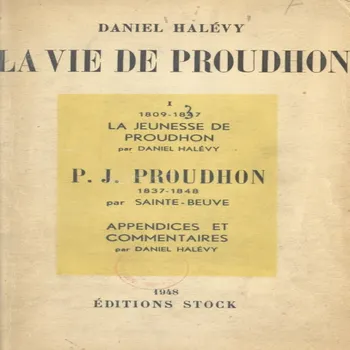 DANIEL HALÉVY
LA VIE DE PROUDHON
I
1809-1837
LA JEUNESSE DE
PROUDHON
par DANIEL HALÉVY
P. J. PROUDHON
1837-1848
par SAINTE-BEUVE
APPENDICES ET
COMMENTAIRES
par DANIEL HALÉVY
1948
ÉDITIONS STOCK